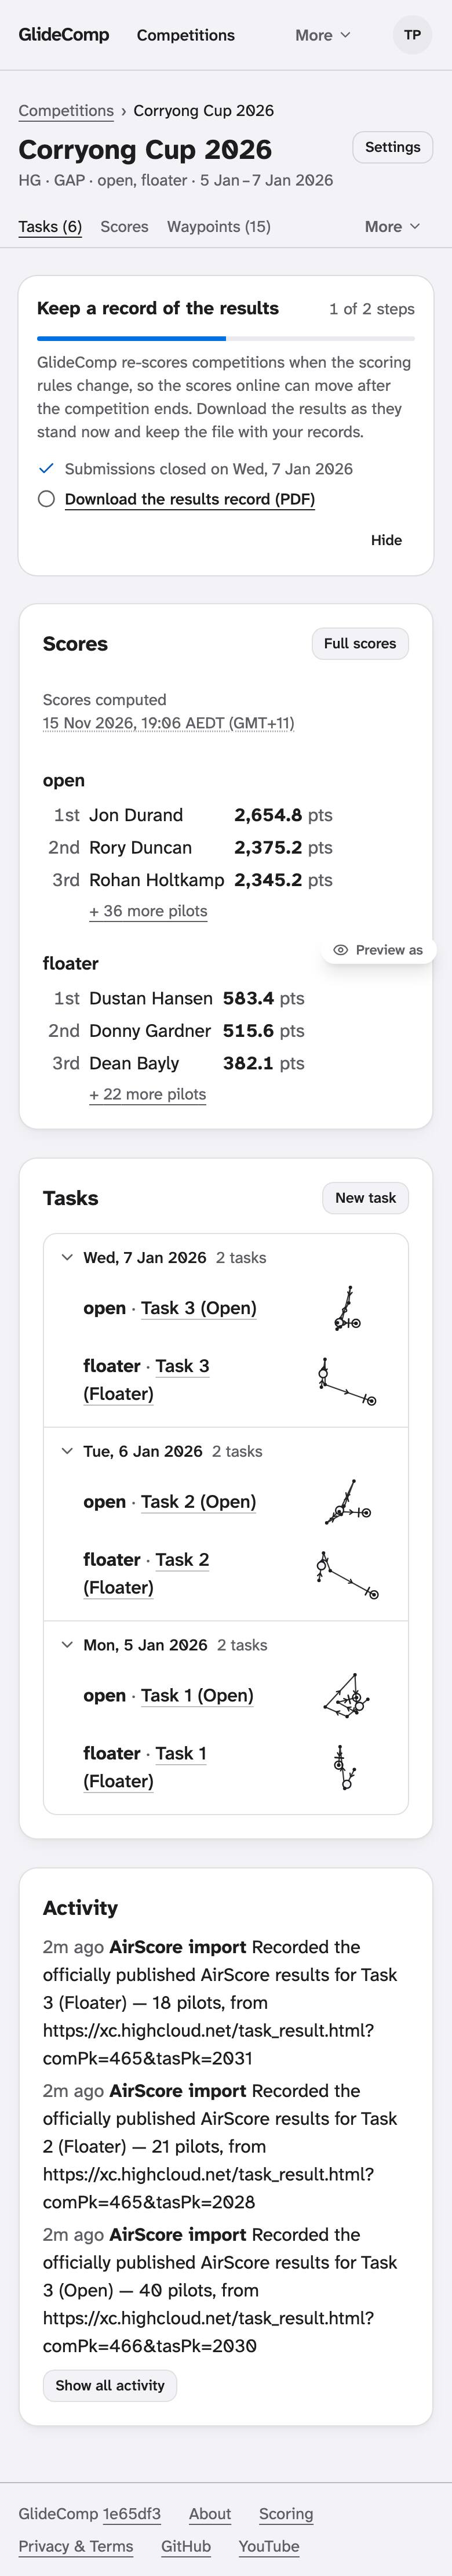 GlideComp Competitions More TP
Competitions › Corryong Cup 2026
Corryong Cup 2026 Settings
HG · GAP · open, floater · 5 Jan – 7 Jan 2026
Tasks (6) Scores Waypoints (15) More
Keep a record of the results 1 of 2 steps
GlideComp re-scores competitions when the scoring
rules change, so the scores online can move after
the competition ends. Download the results as they
stand now and keep the file with your records.
Submissions closed on Wed, 7 Jan 2026
Download the results record (PDF)
Hide
Scores Full scores
Scores computed
15 Nov 2026, 19:06 AEDT (GMT+11)
open
1st Jon Durand 2,654.8 pts
2nd Rory Duncan 2,375.2 pts
3rd Rohan Holtkamp 2,345.2 pts
+ 36 more pilots
Preview as
floater
1st Dustan Hansen 583.4 pts
2nd Donny Gardner 515.6 pts
3rd Dean Bayly 382.1 pts
+ 22 more pilots
Tasks New task
Wed, 7 Jan 2026 2 tasks
open · Task 3 (Open)
floater · Task 3
(Floater)
Tue, 6 Jan 2026 2 tasks
open · Task 2 (Open)
floater · Task 2
(Floater)
Mon, 5 Jan 2026 2 tasks
open · Task 1 (Open)
floater · Task 1
(Floater)
Activity
2m ago AirScore import Recorded the
officially published AirScore results for Task
3 (Floater) — 18 pilots, from
https://xc.highcloud.net/task_result.html?
comPk=465&tasPk=2031
2m ago AirScore import Recorded the
officially published AirScore results for Task
2 (Floater) — 21 pilots, from
https://xc.highcloud.net/task_result.html?
comPk=465&tasPk=2028
2m ago AirScore import Recorded the
officially published AirScore results for Task
3 (Open) — 40 pilots, from
https://xc.highcloud.net/task_result.html?
comPk=466&tasPk=2030
Show all activity
GlideComp 1e65df3 About Scoring
Privacy & Terms GitHub YouTube